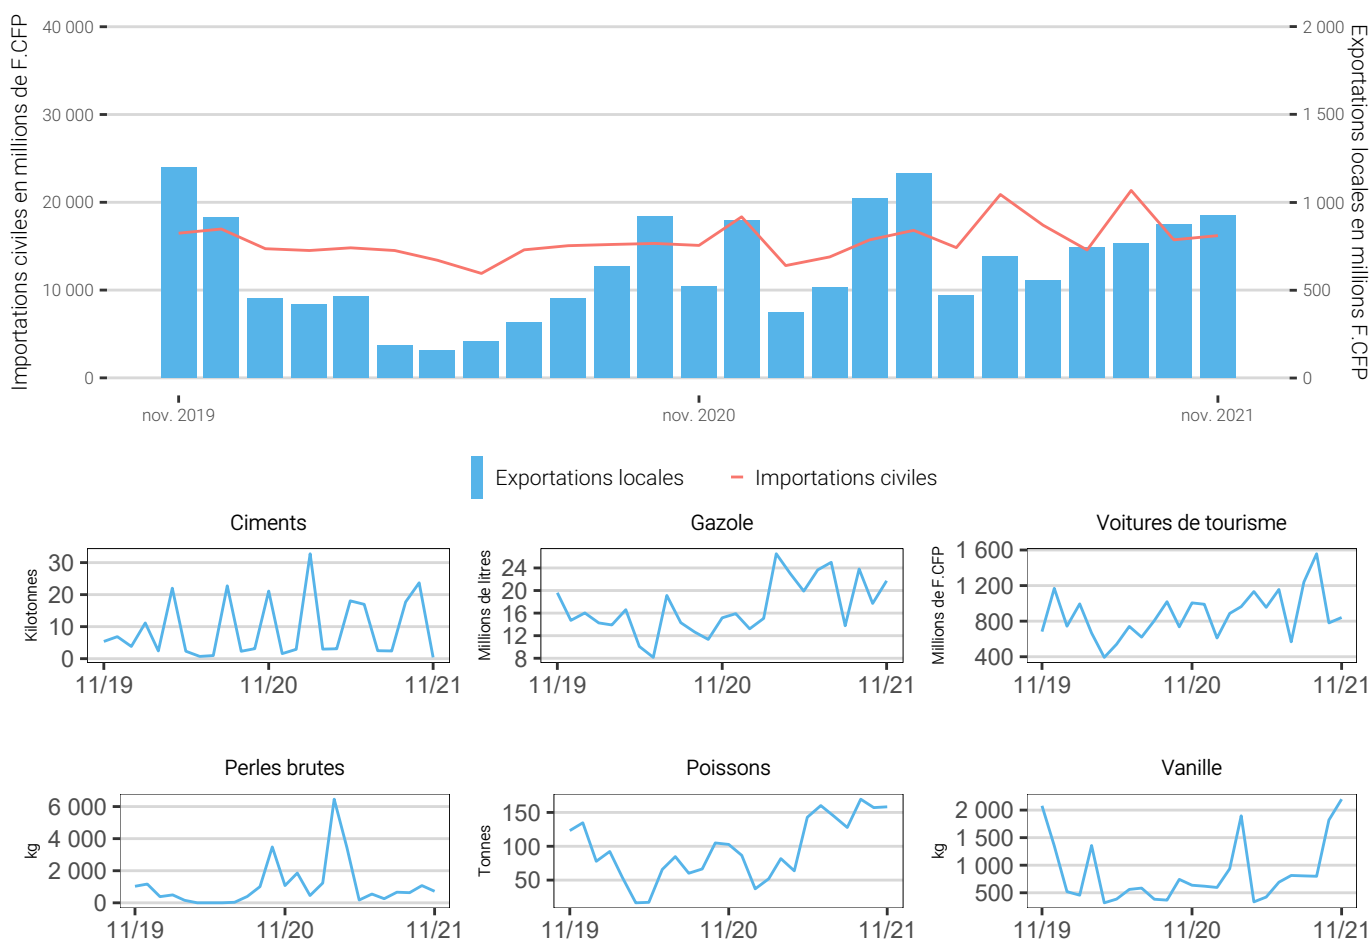 Importations civiles en millions de F.CFP
40 000
30 000
20 000
10 000
0
2 000
1 500
1 000
500
0
Exportations locales en millions F.CFP
nov. 2019
nov. 2020
nov. 2021
Exportations locales
Importations civiles
Ciments
Kilotonnes
30
20
10
0
11/19
11/20
11/21
Gazole
Millions de litres
24
20
16
12
8
11/19
11/20
11/21
Voitures de tourisme
Millions de F.CFP
1 600
1 200
800
400
11/19
11/20
11/21
Perles brutes
kg
6 000
4 000
2 000
0
11/19
11/20
11/21
Poissons
Tonnes
150
100
50
11/19
11/20
11/21
Vanille
kg
2 000
1 500
1 000
500
11/19
11/20
11/21